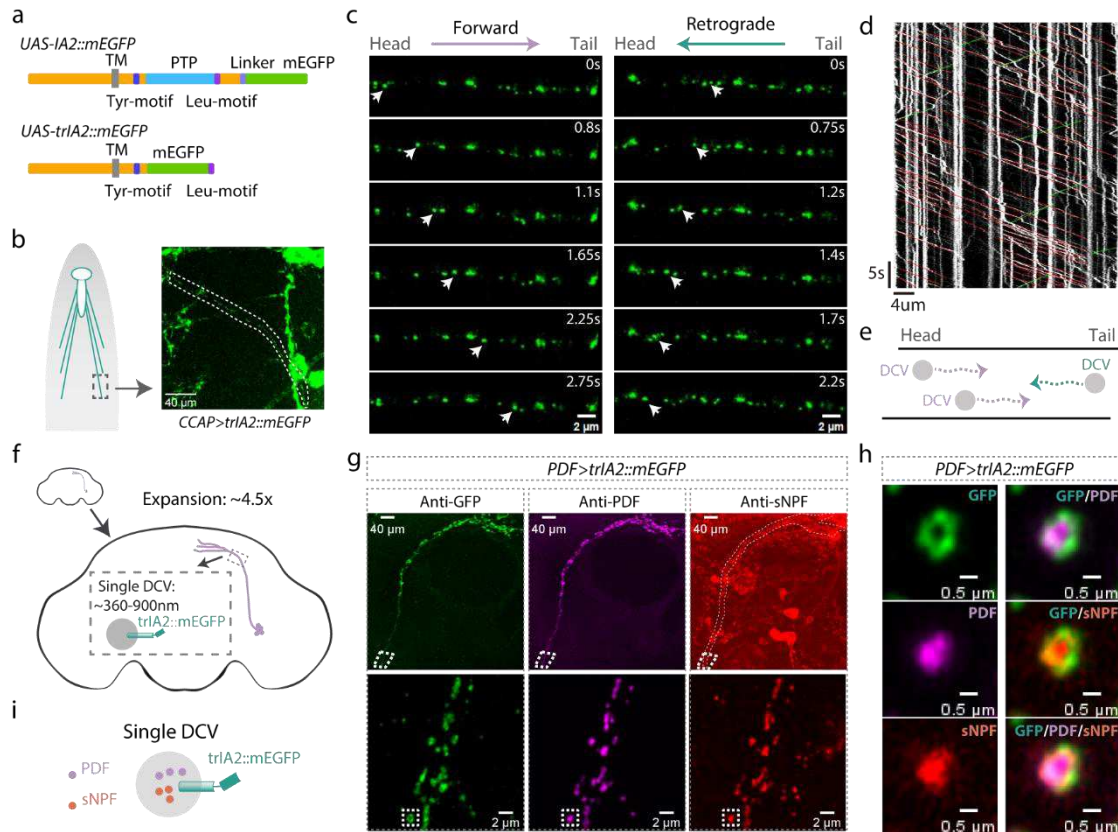 a
UAS-IA2::mEGFP
TM PTP Linker mEGFP
Tyr-motif Leu-motif
UAS-trIA2::mEGFP
TM mEGFP
Tyr-motif Leu-motif
b
40 µm
CCAP>trIA2::mEGFP
c
Forward
Head Tail
0s
0.8s
1.1s
1.65s
2.25s
2.75s
2 µm
Retrograde
Head Tail
0s
0.75s
1.2s
1.4s
1.7s
2.2s
2 µm
d
5s
4um
e
Head Tail
DCV DCV
DCV
f
Expansion: ~4.5x
Single DCV:
~360-900nm
trIA2::mEGFP
g
PDF>trIA2::mEGFP
Anti-GFP Anti-PDF Anti-sNPF
40 µm 40 µm 40 µm
2 µm 2 µm 2 µm
h
PDF>trIA2::mEGFP
GFP GFP/PDF
0.5 µm 0.5 µm
PDF GFP/sNPF
0.5 µm 0.5 µm
sNPF GFP/PDF/sNPF
0.5 µm 0.5 µm
i
Single DCV
PDF
sNPF
trIA2::mEGFP